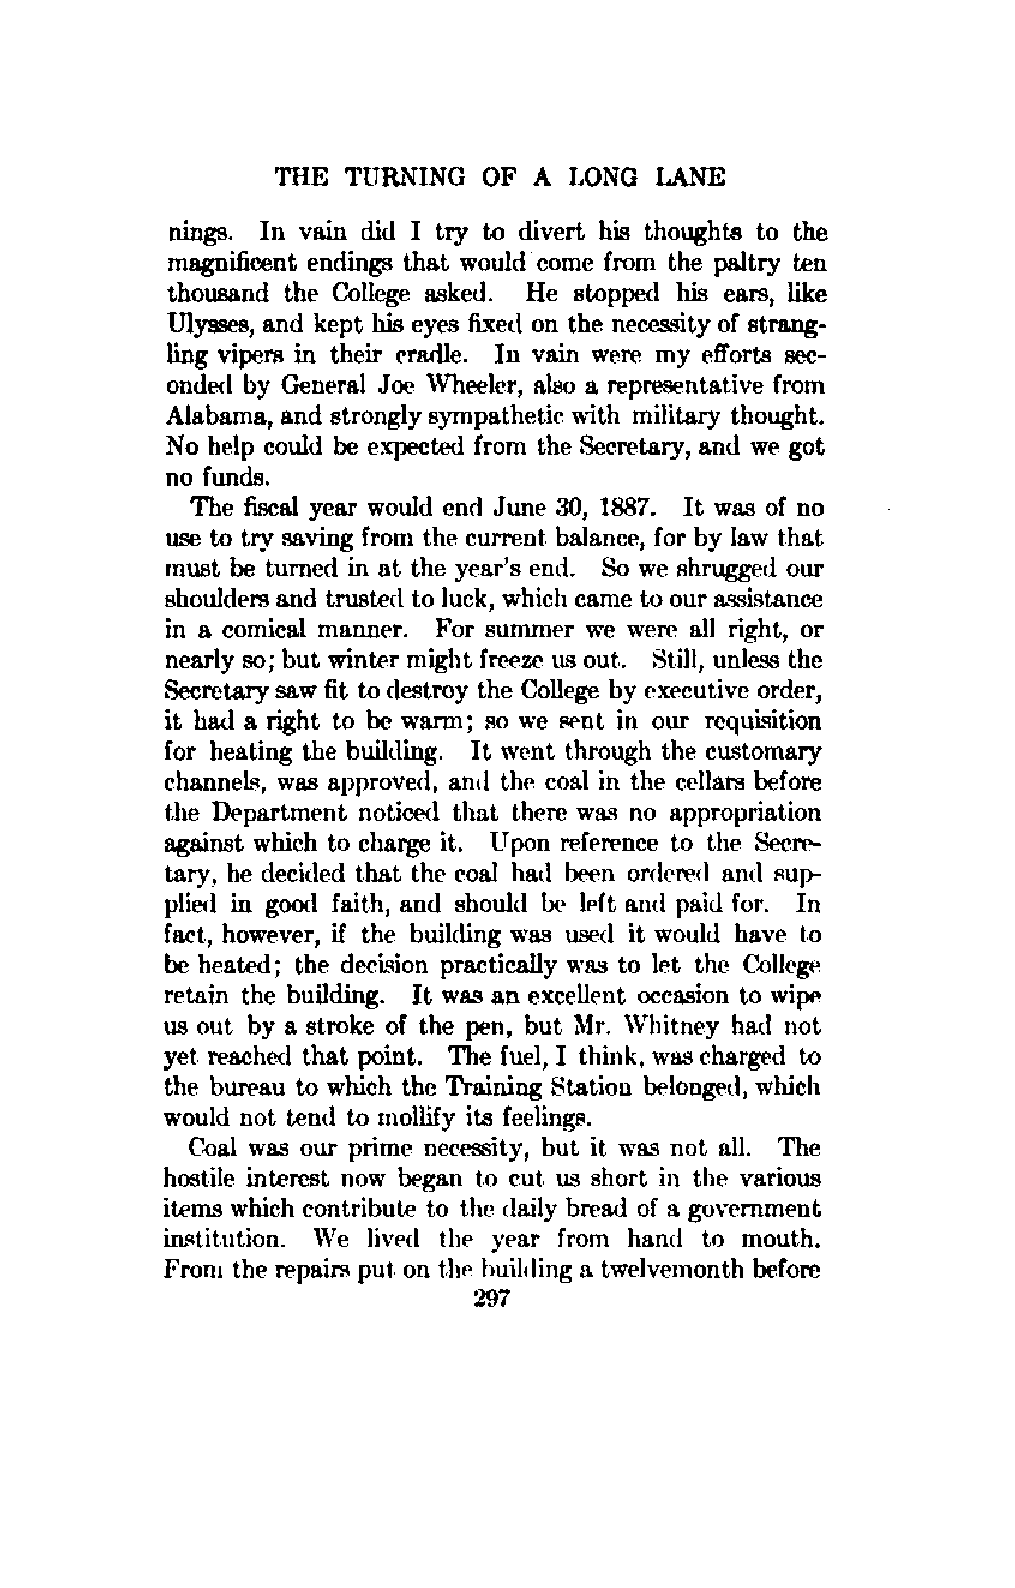 THE TURNING OF A LONG LANE
nings. In vain did I try to divert his thoughts to the
magnificent endings that would come from the paltry ten
thousand the College asked. He stopped his ears, like
Ulysses, and kept his eyes fixed on the necessity of strang-
ling vipers in their cradle. In vain were my efforts sec-
onded by General Joe Wheeler, also a representative from
Alabama, and strongly sympathetic with military thought.
No help could be expected from the Secretary, and we got
no funds.
The fiscal year would end June 30, 1887. It was of no
use to try saving from the current balance, for by law that
must be turned in at the year's end. So we shrugged our
shoulders and trusted to luck, which came to our assistance
in a comical manner. For summer we were all right, or
nearly so; but winter might freeze us out. Still, unless the
Secretary saw fit to destroy the College by executive order,
it had a right to be warm; so we sent in our requisition
for heating the building. It went through the customary
channels, was approved, and the coal in the cellars before
the Department noticed that there was no appropriation
against which to charge it. Upon reference to the Secre-
tary, he decided that the coal had been ordered and sup-
plied in good faith, and should be left and paid for. In
fact, however, if the building was used it would have to
be heated; the decision practically was to let the College
retain the building. It was an excellent occasion to wipe
us out by a stroke of the pen, but Mr. Whitney had not
yet reached that point. The fuel, I think, was charged to
the bureau to which the Training Station belonged, which
would not tend to mollify its feelings.
Coal was our prime necessity, but it was not all. The
hostile interest now began to cut us short in the various
items which contribute to the daily bread of a government
institution. We lived the year from hand to mouth.
From the repairs put on the building a twelvemonth before
297